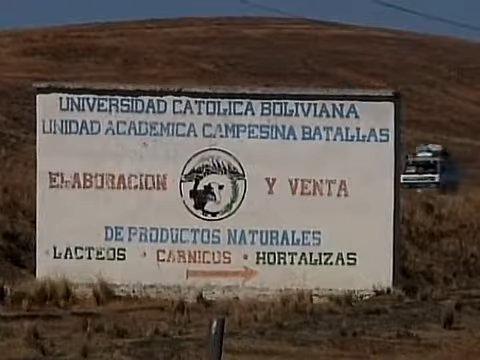 UNIVERSIDAD CATOLICA BOLIVIANA
UNIDAD ACADEMICA CAMPESINA BATALLAS
ELABORACION Y VENTA
DE PRODUCTOS NATURALES
· LACTEOS · CARNICOS · HORTALIZAS